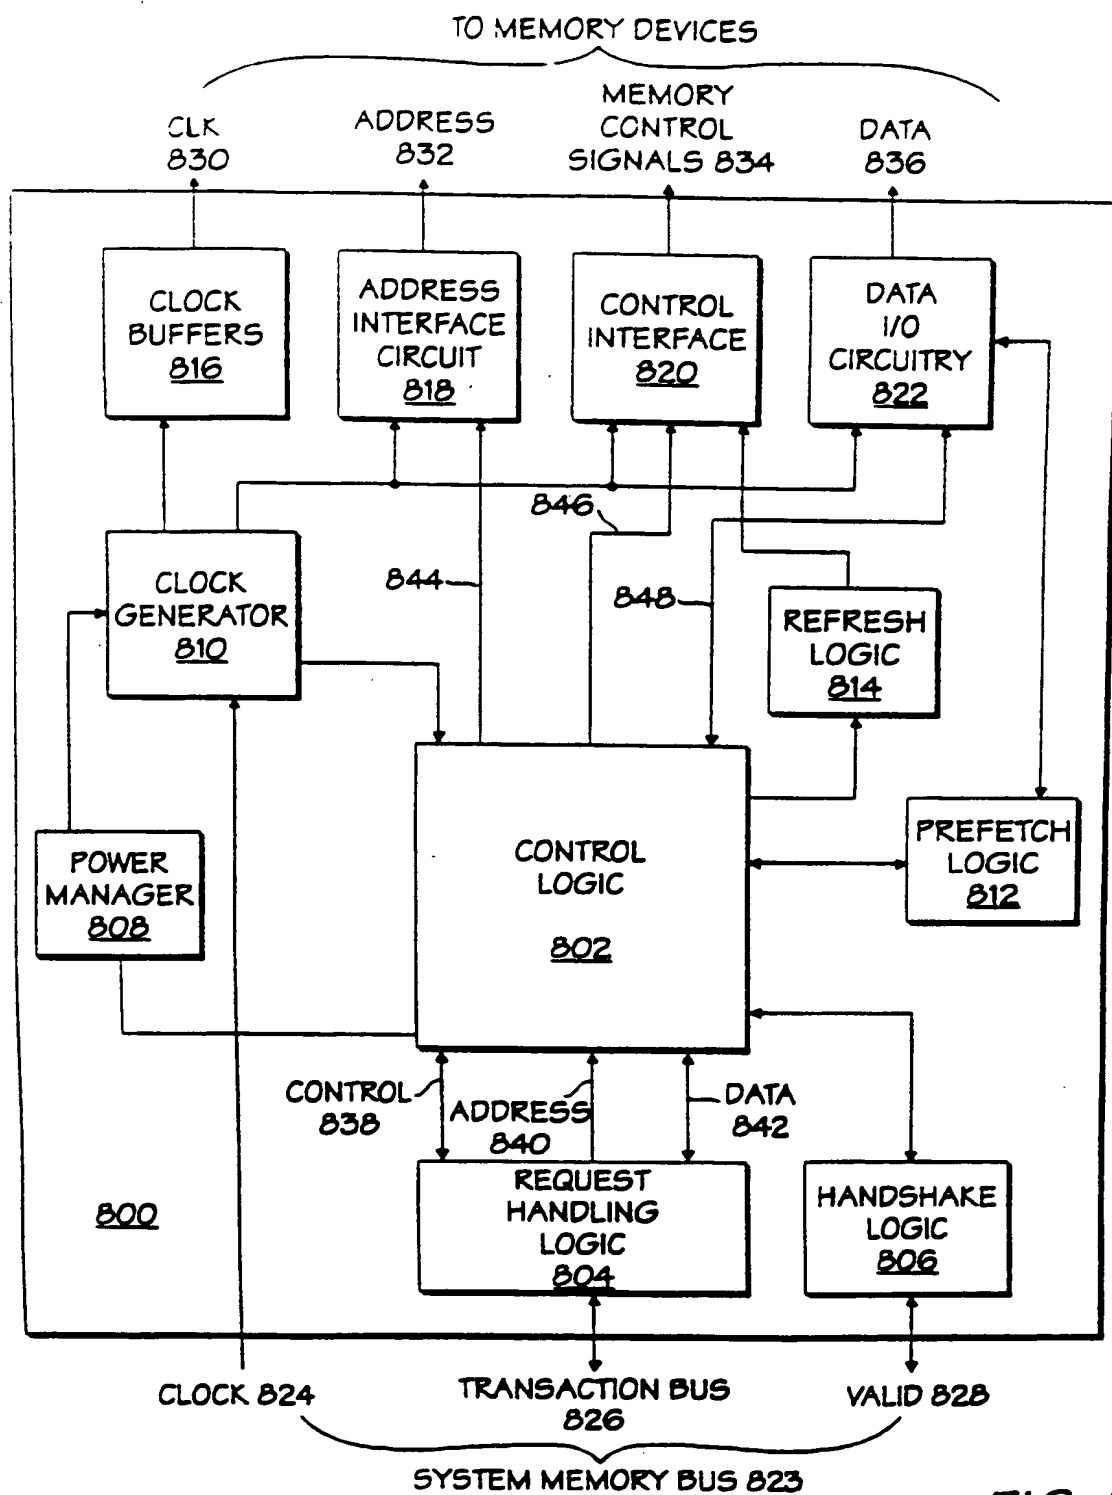 TO MEMORY DEVICES
CLK
830
ADDRESS
832
MEMORY
CONTROL
SIGNALS 834
DATA
836
CLOCK
BUFFERS
816
ADDRESS
INTERFACE
CIRCUIT
818
CONTROL
INTERFACE
820
DATA
I/O
CIRCUITRY
822
846
844
848
CLOCK
GENERATOR
810
REFRESH
LOGIC
814
POWER
MANAGER
808
CONTROL
LOGIC
802
PREFETCH
LOGIC
812
CONTROL
838
ADDRESS
840
DATA
842
800
REQUEST
HANDLING
LOGIC
804
HANDSHAKE
LOGIC
806
CLOCK 824
TRANSACTION BUS
826
VALID 828
SYSTEM MEMORY BUS 823